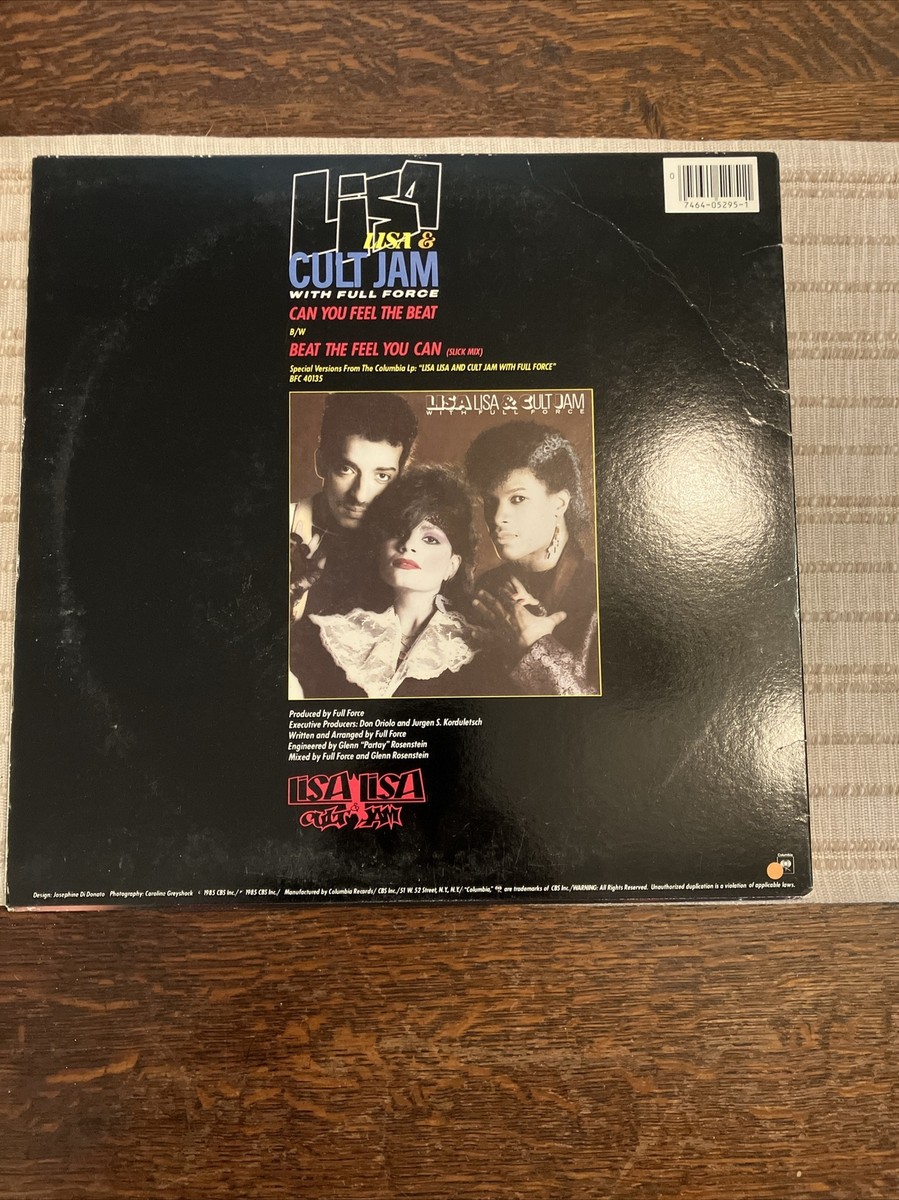 LISA
LISA &
CULT JAM
WITH FULL FORCE
CAN YOU FEEL THE BEAT
B/W
BEAT THE FEEL YOU CAN (SLICK MIX)
Special Versions From The Columbia Lp: "LISA LISA AND CULT JAM WITH FULL FORCE"
BFC 40135
0
7464-05295-1
LISA LISA & CULT JAM
WITH FULL FORCE
Produced by Full Force
Executive Producers: Don Oriolo and Jurgen S. Korduletsch
Written and Arranged by Full Force
Engineered by Glenn "Partay" Rosenstein
Mixed by Full Force and Glenn Rosenstein
LISA LISA
& CULT JAM
Columbia
Design: Josephine Di Donato Photography: Caroline Greyshock © 1985 CBS Inc./ ℗ 1985 CBS Inc./ Manufactured by Columbia Records/ CBS Inc./51 W. 52 Street, N.Y., N.Y./ "Columbia," are trademarks of CBS Inc./WARNING: All Rights Reserved. Unauthorized duplication is a violation of applicable laws.